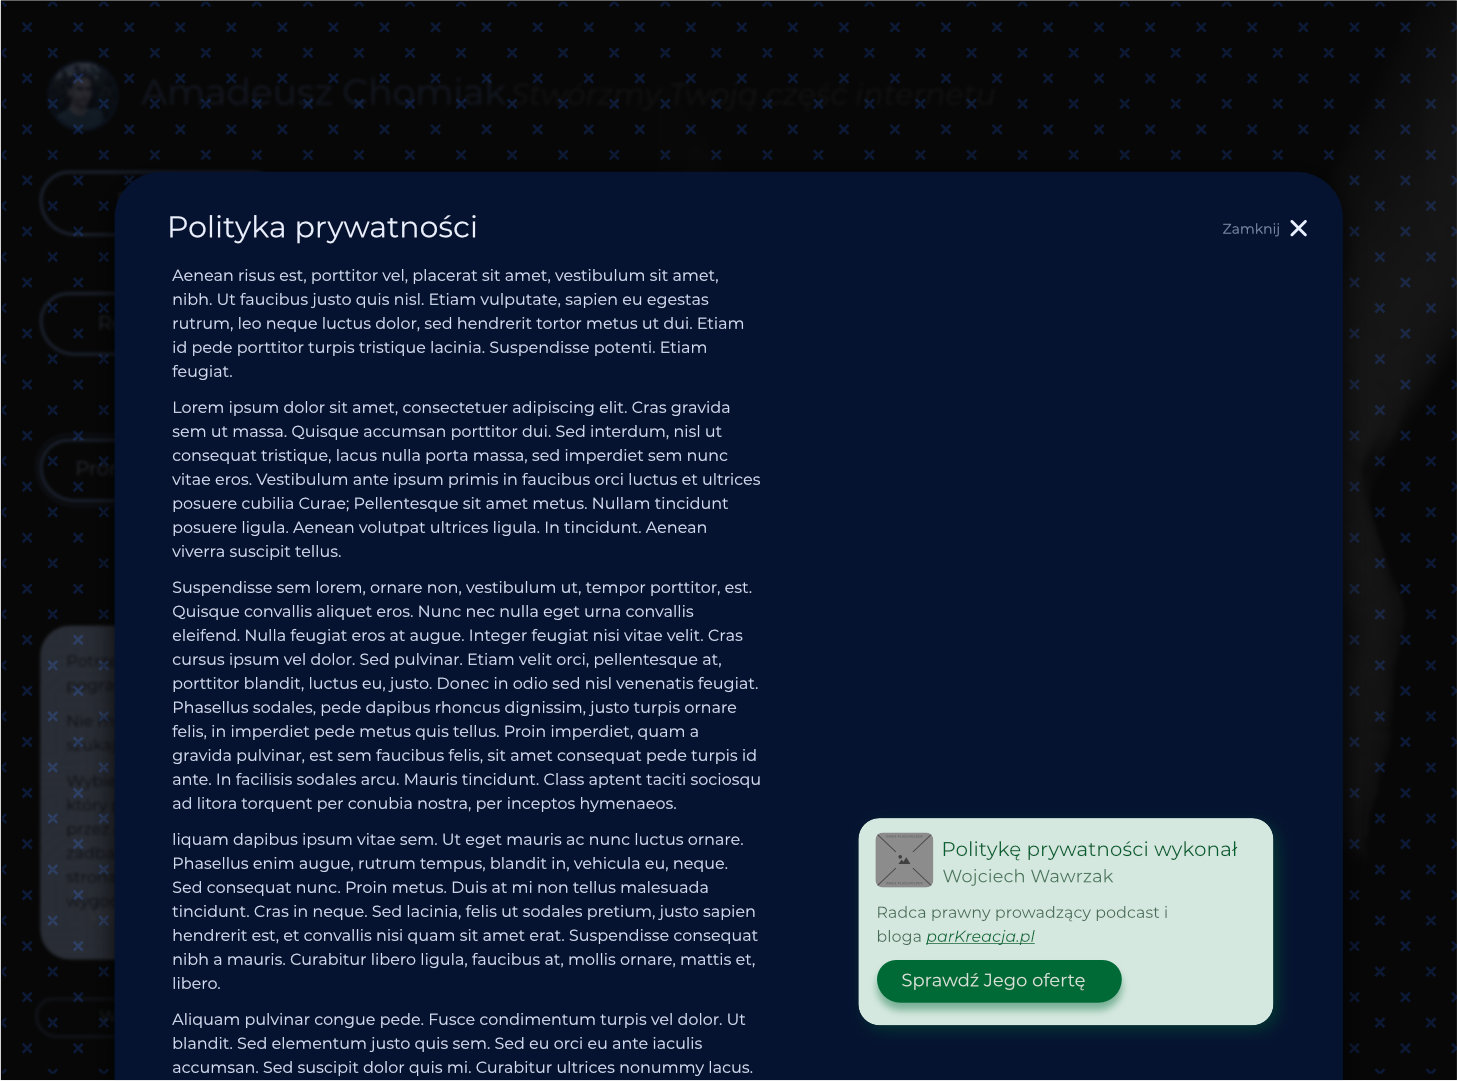 Amadeusz Chomiak Stwórzmy Twoją cześć internetu
Polityka prywatności
Zamknij
Aenean risus est, porttitor vel, placerat sit amet, vestibulum sit amet,
nibh. Ut faucibus justo quis nisl. Etiam vulputate, sapien eu egestas
rutrum, leo neque luctus dolor, sed hendrerit tortor metus ut dui. Etiam
id pede porttitor turpis tristique lacinia. Suspendisse potenti. Etiam
feugiat.
Lorem ipsum dolor sit amet, consectetuer adipiscing elit. Cras gravida
sem ut massa. Quisque accumsan porttitor dui. Sed interdum, nisl ut
consequat tristique, lacus nulla porta massa, sed imperdiet sem nunc
vitae eros. Vestibulum ante ipsum primis in faucibus orci luctus et ultrices
posuere cubilia Curae; Pellentesque sit amet metus. Nullam tincidunt
posuere ligula. Aenean volutpat ultrices ligula. In tincidunt. Aenean
viverra suscipit tellus.
Suspendisse sem lorem, ornare non, vestibulum ut, tempor porttitor, est.
Quisque convallis aliquet eros. Nunc nec nulla eget urna convallis
eleifend. Nulla feugiat eros at augue. Integer feugiat nisi vitae velit. Cras
cursus ipsum vel dolor. Sed pulvinar. Etiam velit orci, pellentesque at,
porttitor blandit, luctus eu, justo. Donec in odio sed nisl venenatis feugiat.
Phasellus sodales, pede dapibus rhoncus dignissim, justo turpis ornare
felis, in imperdiet pede metus quis tellus. Proin imperdiet, quam a
gravida pulvinar, est sem faucibus felis, sit amet consequat pede turpis id
ante. In facilisis sodales arcu. Mauris tincidunt. Class aptent taciti sociosqu
ad litora torquent per conubia nostra, per inceptos hymenaeos.
liquam dapibus ipsum vitae sem. Ut eget mauris ac nunc luctus ornare.
Phasellus enim augue, rutrum tempus, blandit in, vehicula eu, neque.
Sed consequat nunc. Proin metus. Duis at mi non tellus malesuada
tincidunt. Cras in neque. Sed lacinia, felis ut sodales pretium, justo sapien
hendrerit est, et convallis nisi quam sit amet erat. Suspendisse consequat
nibh a mauris. Curabitur libero ligula, faucibus at, mollis ornare, mattis et,
libero.
Aliquam pulvinar congue pede. Fusce condimentum turpis vel dolor. Ut
blandit. Sed elementum justo quis sem. Sed eu orci eu ante iaculis
accumsan. Sed suscipit dolor quis mi. Curabitur ultrices nonummy lacus.
Politykę prywatności wykonał
Wojciech Wawrzak
Radca prawny prowadzący podcast i
bloga parKreacja.pl
Sprawdź Jego ofertę